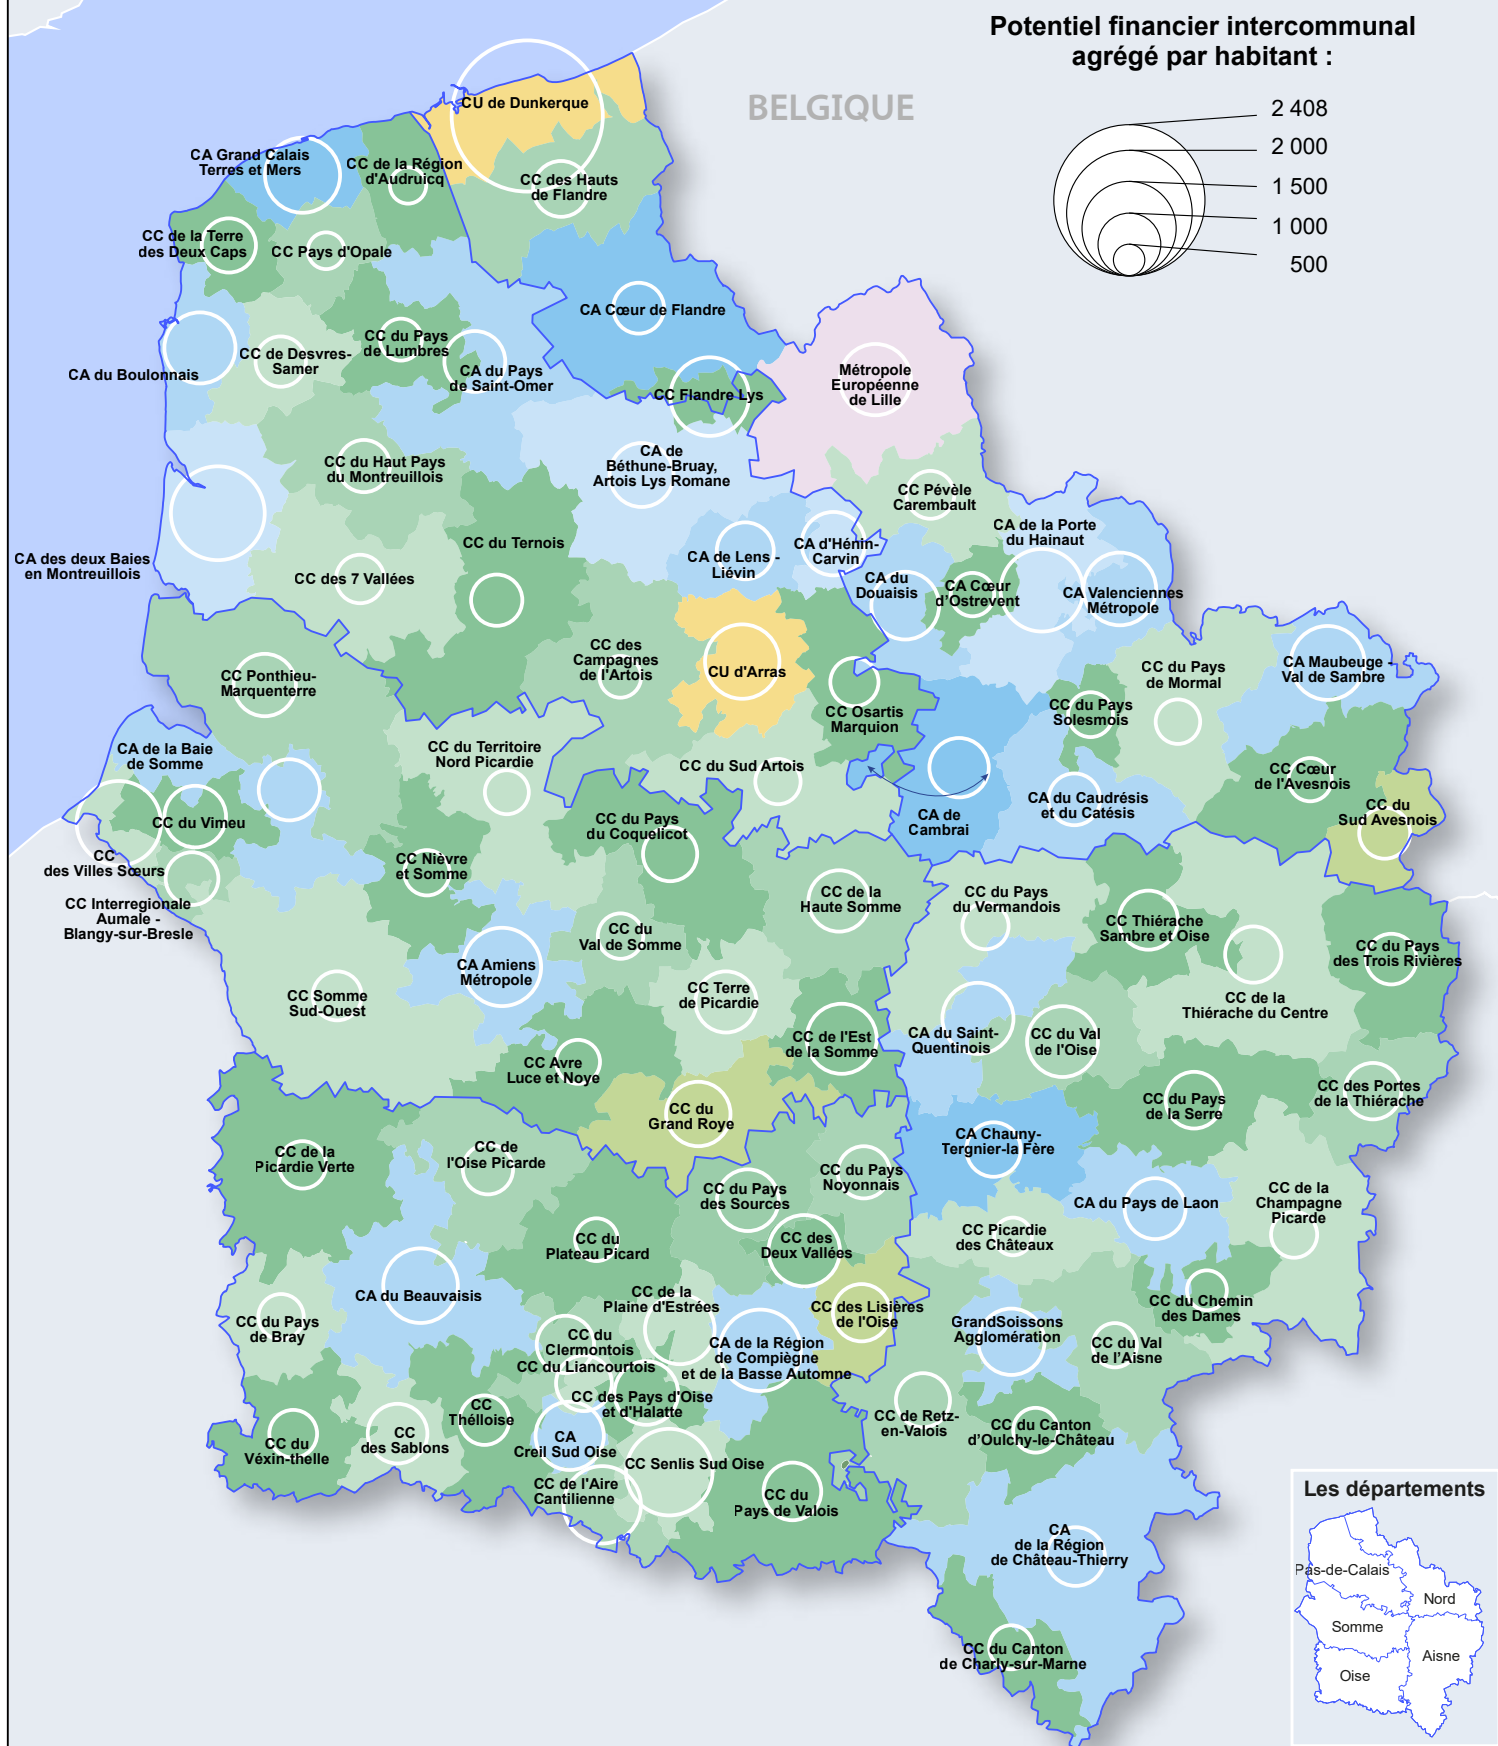 Potentiel financier intercommunal
agrégé par habitant :
2 408
2 000
1 500
1 000
500
BELGIQUE
CU de Dunkerque
CA Grand Calais
Terres et Mers
CC de la Région
d'Audruicq
CC des Hauts
de Flandre
CC de la Terre
des Deux Caps
CC Pays d'Opale
CA Cœur de Flandre
CC du Pays
de Lumbres
CC de Desvres-
Samer
CA du Boulonnais
CA du Pays
de Saint-Omer
CC Flandre Lys
Métropole
Européenne
de Lille
CC du Haut Pays
du Montreuillois
CA de
Béthune-Bruay,
Artois Lys Romane
CC Pévèle
Carembault
CA de la Porte
du Hainaut
CA des deux Baies
en Montreuillois
CC du Ternois
CC des 7 Vallées
CA de Lens -
Liévin
CA d'Hénin-
Carvin
CA du
Douaisis
CA Cœur
d'Ostrevent
CA Valenciennes
Métropole
CC des
Campagnes
de l'Artois
CU d'Arras
CC Ponthieu-
Marquenterre
CC Osartis
Marquion
CC du Pays
Solesmois
CC du Pays
de Mormal
CA Maubeuge -
Val de Sambre
CA de la Baie
de Somme
CC du Territoire
Nord Picardie
CC du Sud Artois
CA de
Cambrai
CA du Caudrésis
et du Catésis
CC Cœur
de l'Avesnois
CC du
Sud Avesnois
CC du Vimeu
CC
des Villes Sœurs
CC Interregionale
Aumale -
Blangy-sur-Bresle
CC Nièvre
et Somme
CC du Pays
du Coquelicot
CC de la
Haute Somme
CC du Pays
du Vermandois
CC Thiérache
Sambre et Oise
CC du Pays
des Trois Rivières
CC du
Val de Somme
CA Amiens
Métropole
CC Somme
Sud-Ouest
CC Terre
de Picardie
CC de la
Thiérache du Centre
CA du Saint-
Quentinois
CC du Val
de l'Oise
CC de l'Est
de la Somme
CC Avre
Luce et Noye
CC du
Grand Roye
CC du Pays
de la Serre
CC des Portes
de la Thiérache
CA Chauny-
Tergnier-la Fère
CC de la
Picardie Verte
CC de
l'Oise Picarde
CC du Pays
Noyonnais
CC du Pays
des Sources
CA du Pays de Laon
CC de la
Champagne
Picarde
CC Picardie
des Châteaux
CC du
Plateau Picard
CC des
Deux Vallées
CC du Chemin
des Dames
CA du Beauvaisis
CC de la
Plaine d'Estrées
CC des Lisières
de l'Oise
CC du Pays
de Bray
CC du
Clermontois
CC du Liancourtois
CA de la Région
de Compiègne
et de la Basse Automne
GrandSoissons
Agglomération
CC du Val
de l'Aisne
CC des Pays d'Oise
et d'Halatte
CC
Thélloise
CC
des Sablons
CC du
Véxin-thelle
CA
Creil Sud Oise
CC de Retz-
en-Valois
CC du Canton
d'Oulchy-le-Château
CC Senlis Sud Oise
CC de l'Aire
Cantilienne
CC du
Pays de Valois
CA
de la Région
de Château-Thierry
CC du Canton
de Charly-sur-Marne
Les départements
Pas-de-Calais
Nord
Somme
Aisne
Oise